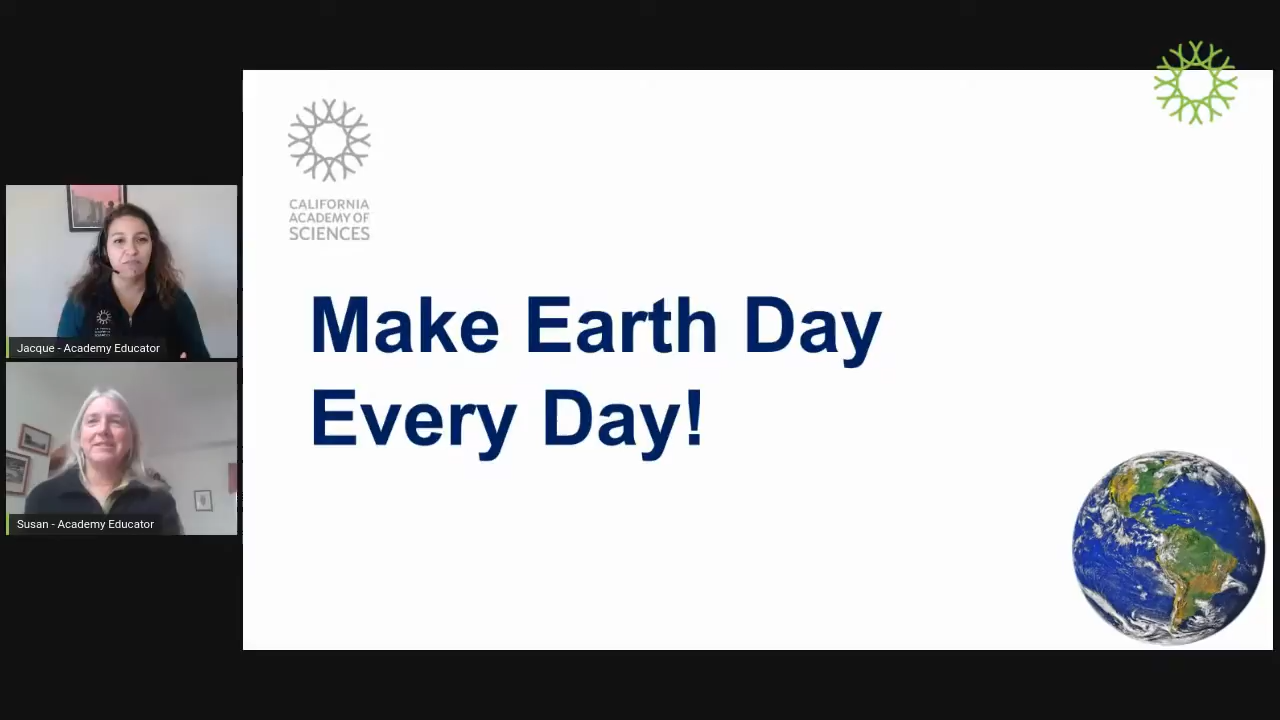 CALIFORNIA
ACADEMY OF
SCIENCES
Make Earth Day
Every Day!
Jacque - Academy Educator
Susan - Academy Educator